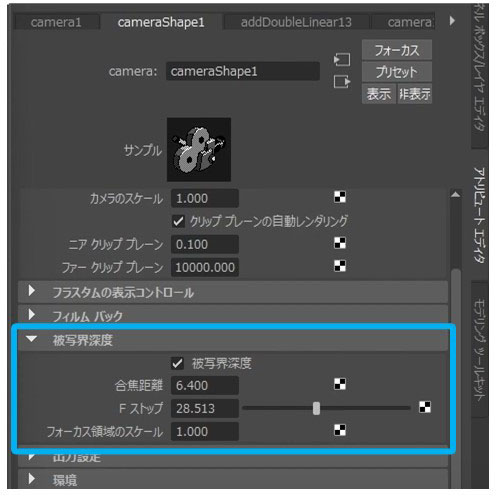 camera1 cameraShape1 addDoubleLinear13 camera
フォーカス
camera: cameraShape1
プリセット
表示 非表示
サンプル
カメラのスケール 1.000
クリップ プレーンの自動レンダリング
ニア クリップ プレーン 0.100
ファー クリップ プレーン 10000.000
フラスタムの表示コントロール
フィルム バック
被写界深度
被写界深度
合焦距離 6.400
F ストップ 28.513
フォーカス領域のスケール 1.000
出力設定
環境
ネル ボックス/レイヤ エディタ
アトリビュート エディタ
モデリング ツールキット